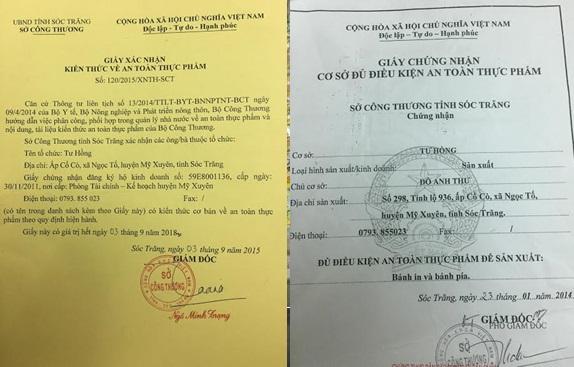 UBND TỈNH SÓC TRĂNG
SỞ CÔNG THƯƠNG
CỘNG HÒA XÃ HỘI CHỦ NGHĨA VIỆT NAM
Độc lập - Tự do - Hạnh phúc
GIẤY XÁC NHẬN
KIẾN THỨC VỀ AN TOÀN THỰC PHẨM
Số: 120/2015/XNTH-SCT
Căn cứ Thông tư liên tịch số 13/2014/TTLT-BYT-BNNPTNT-BCT ngày
09/4/2014 của Bộ Y tế, Bộ Nông nghiệp và Phát triển nông thôn, Bộ Công Thương
hướng dẫn việc phân công, phối hợp trong quản lý nhà nước về an toàn thực phẩm và
nội dung, tài liệu kiến thức an toàn thực phẩm của Bộ Công Thương.
Sở Công Thương tỉnh Sóc Trăng xác nhận các ông/bà thuộc tổ chức:
Tên tổ chức: Tư Hồng
Địa chỉ: Ấp Cổ Cò, xã Ngọc Tố, huyện Mỹ Xuyên, tỉnh Sóc Trăng
Giấy chứng nhận đăng ký hộ kinh doanh số: 59E8001136, cấp ngày
30/11/2011, nơi cấp: Phòng Tài chính – Kế hoạch huyện Mỹ Xuyên
Điện thoại: 0793. 855 023 Fax: /
(có tên trong danh sách kèm theo Giấy này) có kiến thức cơ bản về an toàn thực
phẩm theo quy định hiện hành.
Giấy này có giá trị hết ngày 03 tháng 9 năm 2018
Sóc Trăng, ngày 03 tháng 9 năm 2015
GIÁM ĐỐC
SỞ
CÔNG THƯƠNG
Ngô Minh Trọng
CỘNG HÒA XÃ HỘI CHỦ NGHĨA VIỆT NAM
Độc lập – Tự do – Hạnh phúc
GIẤY CHỨNG NHẬN
CƠ SỞ ĐỦ ĐIỀU KIỆN AN TOÀN THỰC PHẨM
SỞ CÔNG THƯƠNG TỈNH SÓC TRĂNG
Chứng nhận
Cơ sở: TƯ HỒNG
Loại hình sản xuất/kinh doanh: Sản xuất
Chủ cơ sở: ĐỖ ANH THƯ
Địa chỉ sản xuất: Số 298, Tỉnh lộ 936, ấp Cổ Cò, xã Ngọc Tố,
huyện Mỹ Xuyên, tỉnh Sóc Trăng.
Điện thoại: 0793.855023 Fax: /
ĐỦ ĐIỀU KIỆN AN TOÀN THỰC PHẨM ĐỂ SẢN XUẤT:
Bánh in và bánh pía.
Sóc Trăng, ngày 23 tháng 01 năm 2014
GIÁM ĐỐC
PHÓ GIÁM ĐỐC